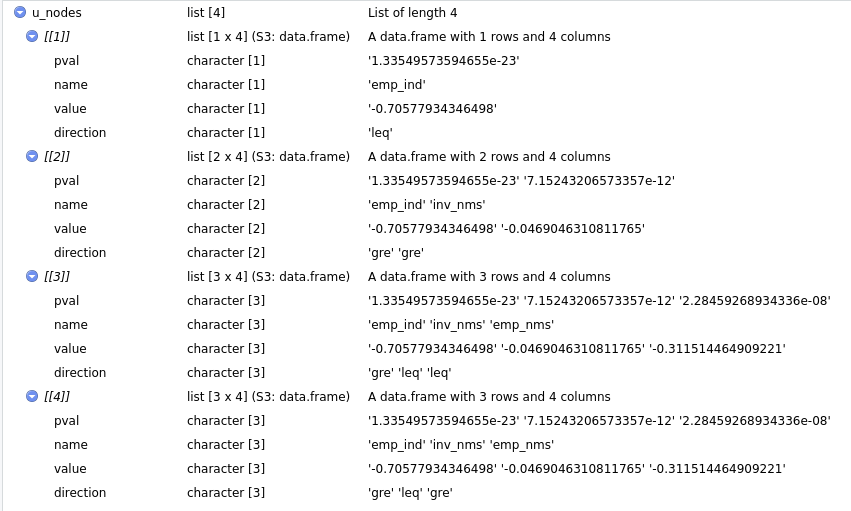 u_nodes list [4] List of length 4
[[1]] list [1 x 4] (S3: data.frame) A data.frame with 1 rows and 4 columns
pval character [1] '1.33549573594655e-23'
name character [1] 'emp_ind'
value character [1] '-0.70577934346498'
direction character [1] 'leq'
[[2]] list [2 x 4] (S3: data.frame) A data.frame with 2 rows and 4 columns
pval character [2] '1.33549573594655e-23' '7.15243206573357e-12'
name character [2] 'emp_ind' 'inv_nms'
value character [2] '-0.70577934346498' '-0.0469046310811765'
direction character [2] 'gre' 'gre'
[[3]] list [3 x 4] (S3: data.frame) A data.frame with 3 rows and 4 columns
pval character [3] '1.33549573594655e-23' '7.15243206573357e-12' '2.28459268934336e-08'
name character [3] 'emp_ind' 'inv_nms' 'emp_nms'
value character [3] '-0.70577934346498' '-0.0469046310811765' '-0.311514464909221'
direction character [3] 'gre' 'leq' 'leq'
[[4]] list [3 x 4] (S3: data.frame) A data.frame with 3 rows and 4 columns
pval character [3] '1.33549573594655e-23' '7.15243206573357e-12' '2.28459268934336e-08'
name character [3] 'emp_ind' 'inv_nms' 'emp_nms'
value character [3] '-0.70577934346498' '-0.0469046310811765' '-0.311514464909221'
direction character [3] 'gre' 'leq' 'gre'